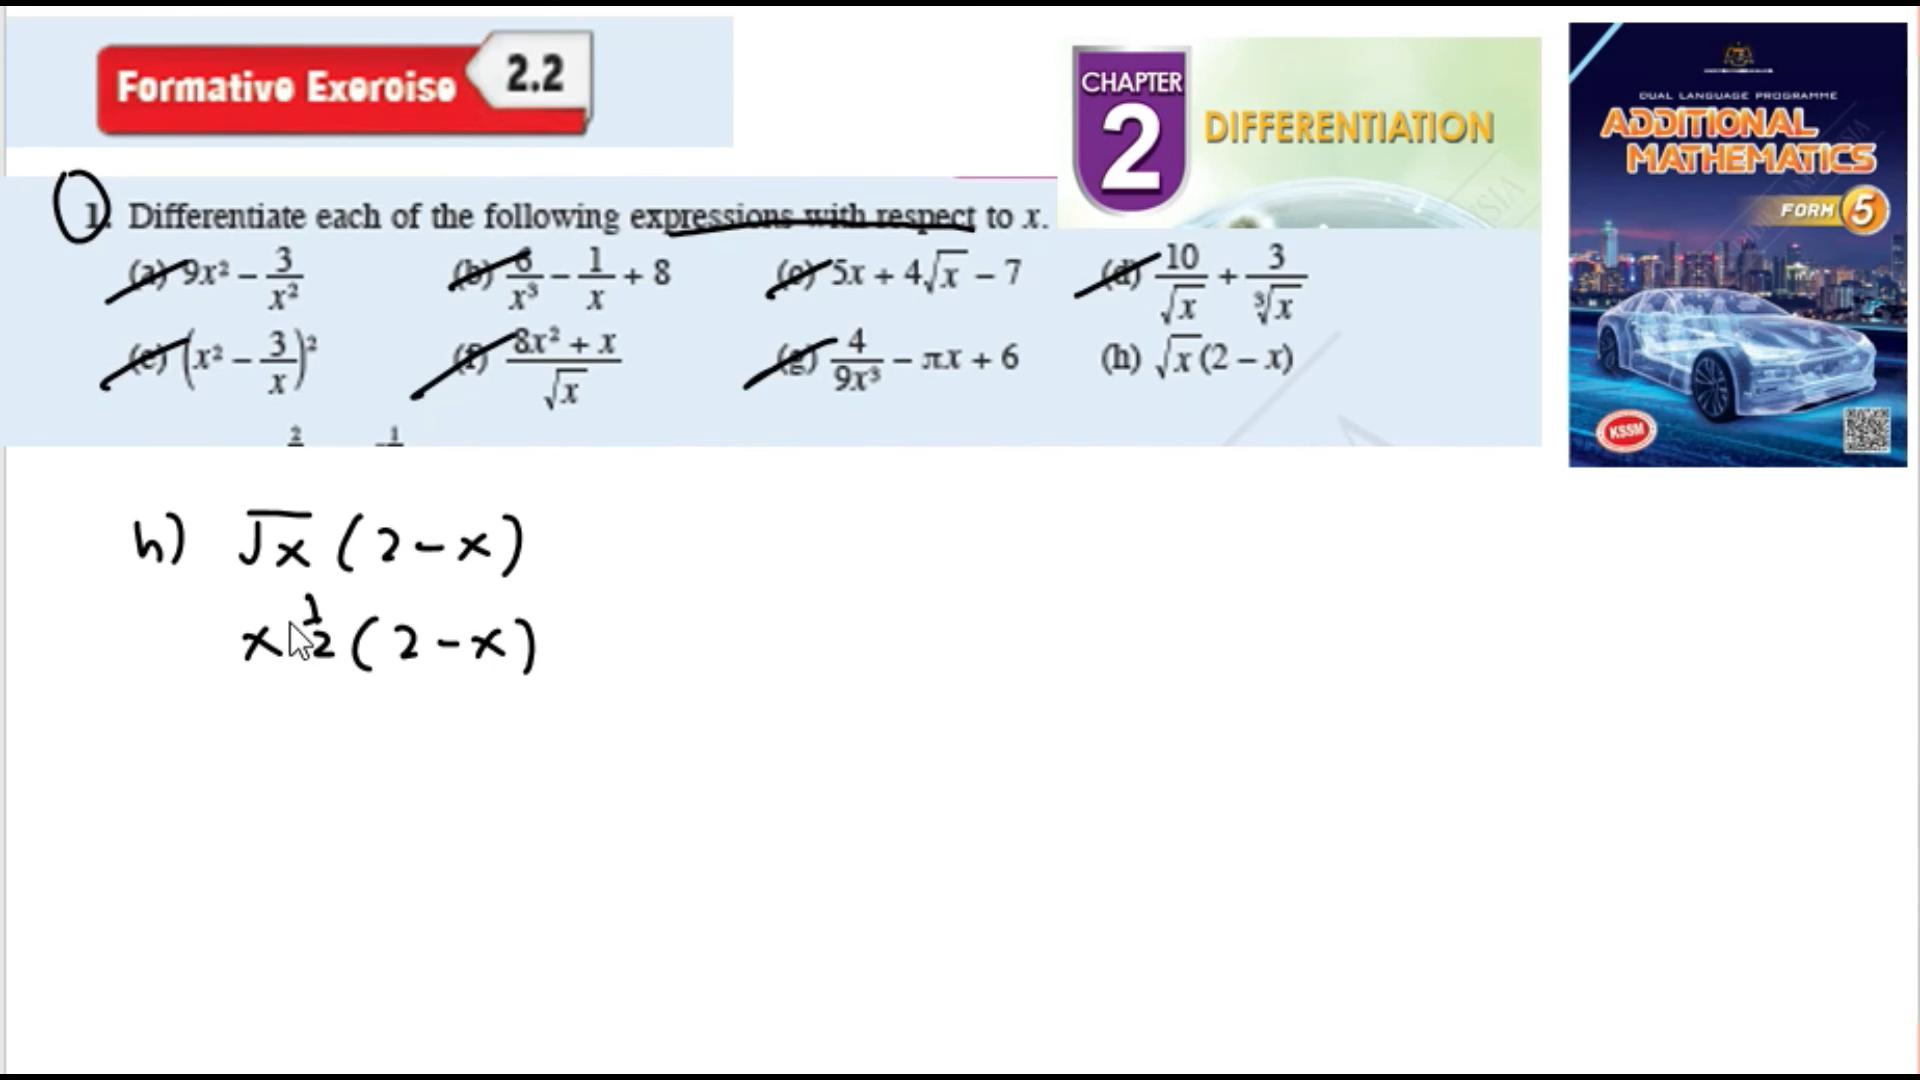 Formative Exercise 2.2
CHAPTER
2
DIFFERENTIATION
DUAL LANGUAGE PROGRAMME
ADDITIONAL
MATHEMATICS
FORM 5
KSSM
1. Differentiate each of the following expressions with respect to x.
(a) 9x² − 3/x² (b) 6/x³ − 1/x + 8 (c) 5x + 4√x − 7 (d) 10/√x + 3/∛x
(e) (x² − 3/x)² (f) (8x² + x)/√x (g) 4/(9x³) − πx + 6 (h) √x(2 − x)
h) √x (2 − x)
x^(1/2) (2 − x)